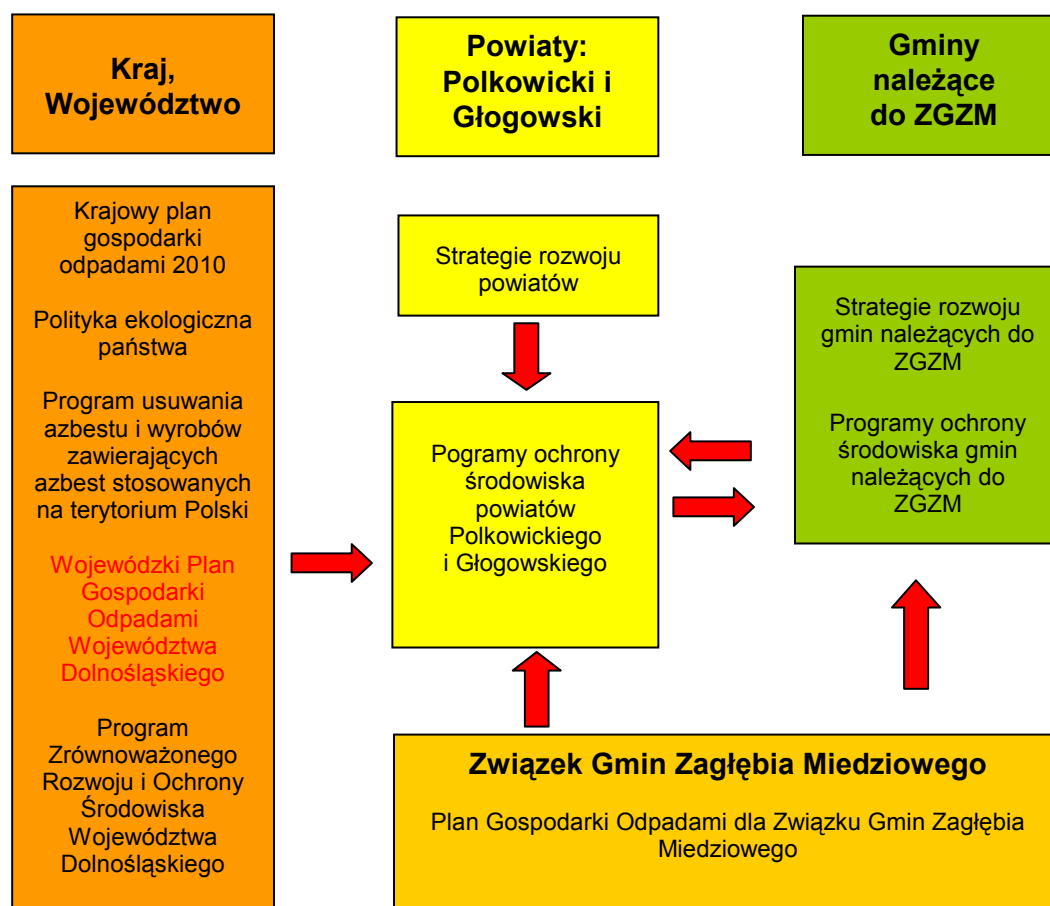 Kraj,
Województwo
Powiaty:
Polkowicki i
Głogowski
Gminy
należące
do ZGZM
Krajowy plan
gospodarki
odpadami 2010
Polityka ekologiczna
państwa
Program usuwania
azbestu i wyrobów
zawierających
azbest stosowanych
na terytorium Polski
Wojewódzki Plan
Gospodarki
Odpadami
Województwa
Dolnośląskiego
Program
Zrównoważonego
Rozwoju i Ochrony
Środowiska
Województwa
Dolnośląskiego
Strategie rozwoju
powiatów
Pogramy ochrony
środowiska
powiatów
Polkowickiego
i Głogowskiego
Strategie rozwoju
gmin należących do
ZGZM
Programy ochrony
środowiska gmin
należących do
ZGZM
Związek Gmin Zagłębia Miedziowego
Plan Gospodarki Odpadami dla Związku Gmin Zagłębia
Miedziowego